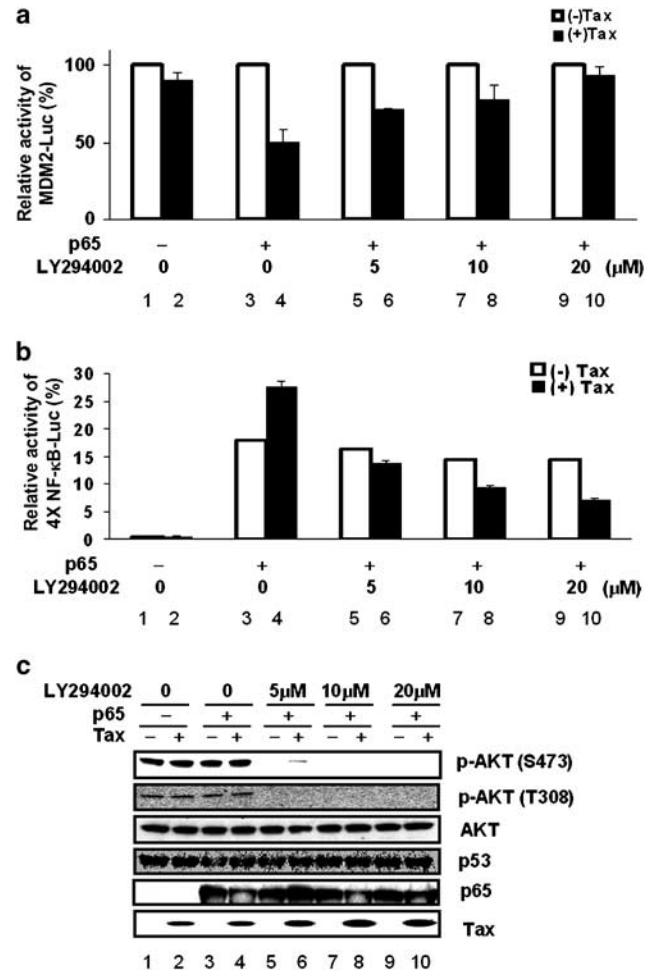 a
(-)Tax
(+)Tax
Relative activity of
MDM2-Luc (%)
100
50
0
p65 – + + + +
LY294002 0 0 5 10 20 (µM)
1 2 3 4 5 6 7 8 9 10
b
(-) Tax
(+) Tax
Relative activity of
4X NF-κB-Luc (%)
30
25
20
15
10
5
0
p65 – + + + +
LY294002 0 0 5 10 20 (µM)
1 2 3 4 5 6 7 8 9 10
c
LY294002 0 0 5µM 10µM 20µM
p65 – + + + +
Tax – + – + – + – + – +
p-AKT (S473)
p-AKT (T308)
AKT
p53
p65
Tax
1 2 3 4 5 6 7 8 9 10